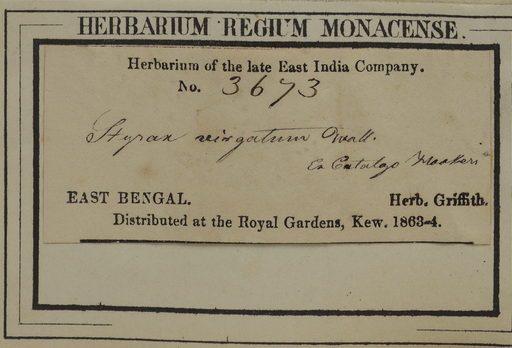 HERBARIUM REGIUM MONACENSE.
Herbarium of the late East India Company.
No. 3673
Styrax virgatum Wall.
Ex Catalgo Hookeri
EAST BENGAL. Herb. Griffith.
Distributed at the Royal Gardens, Kew. 1863-4.